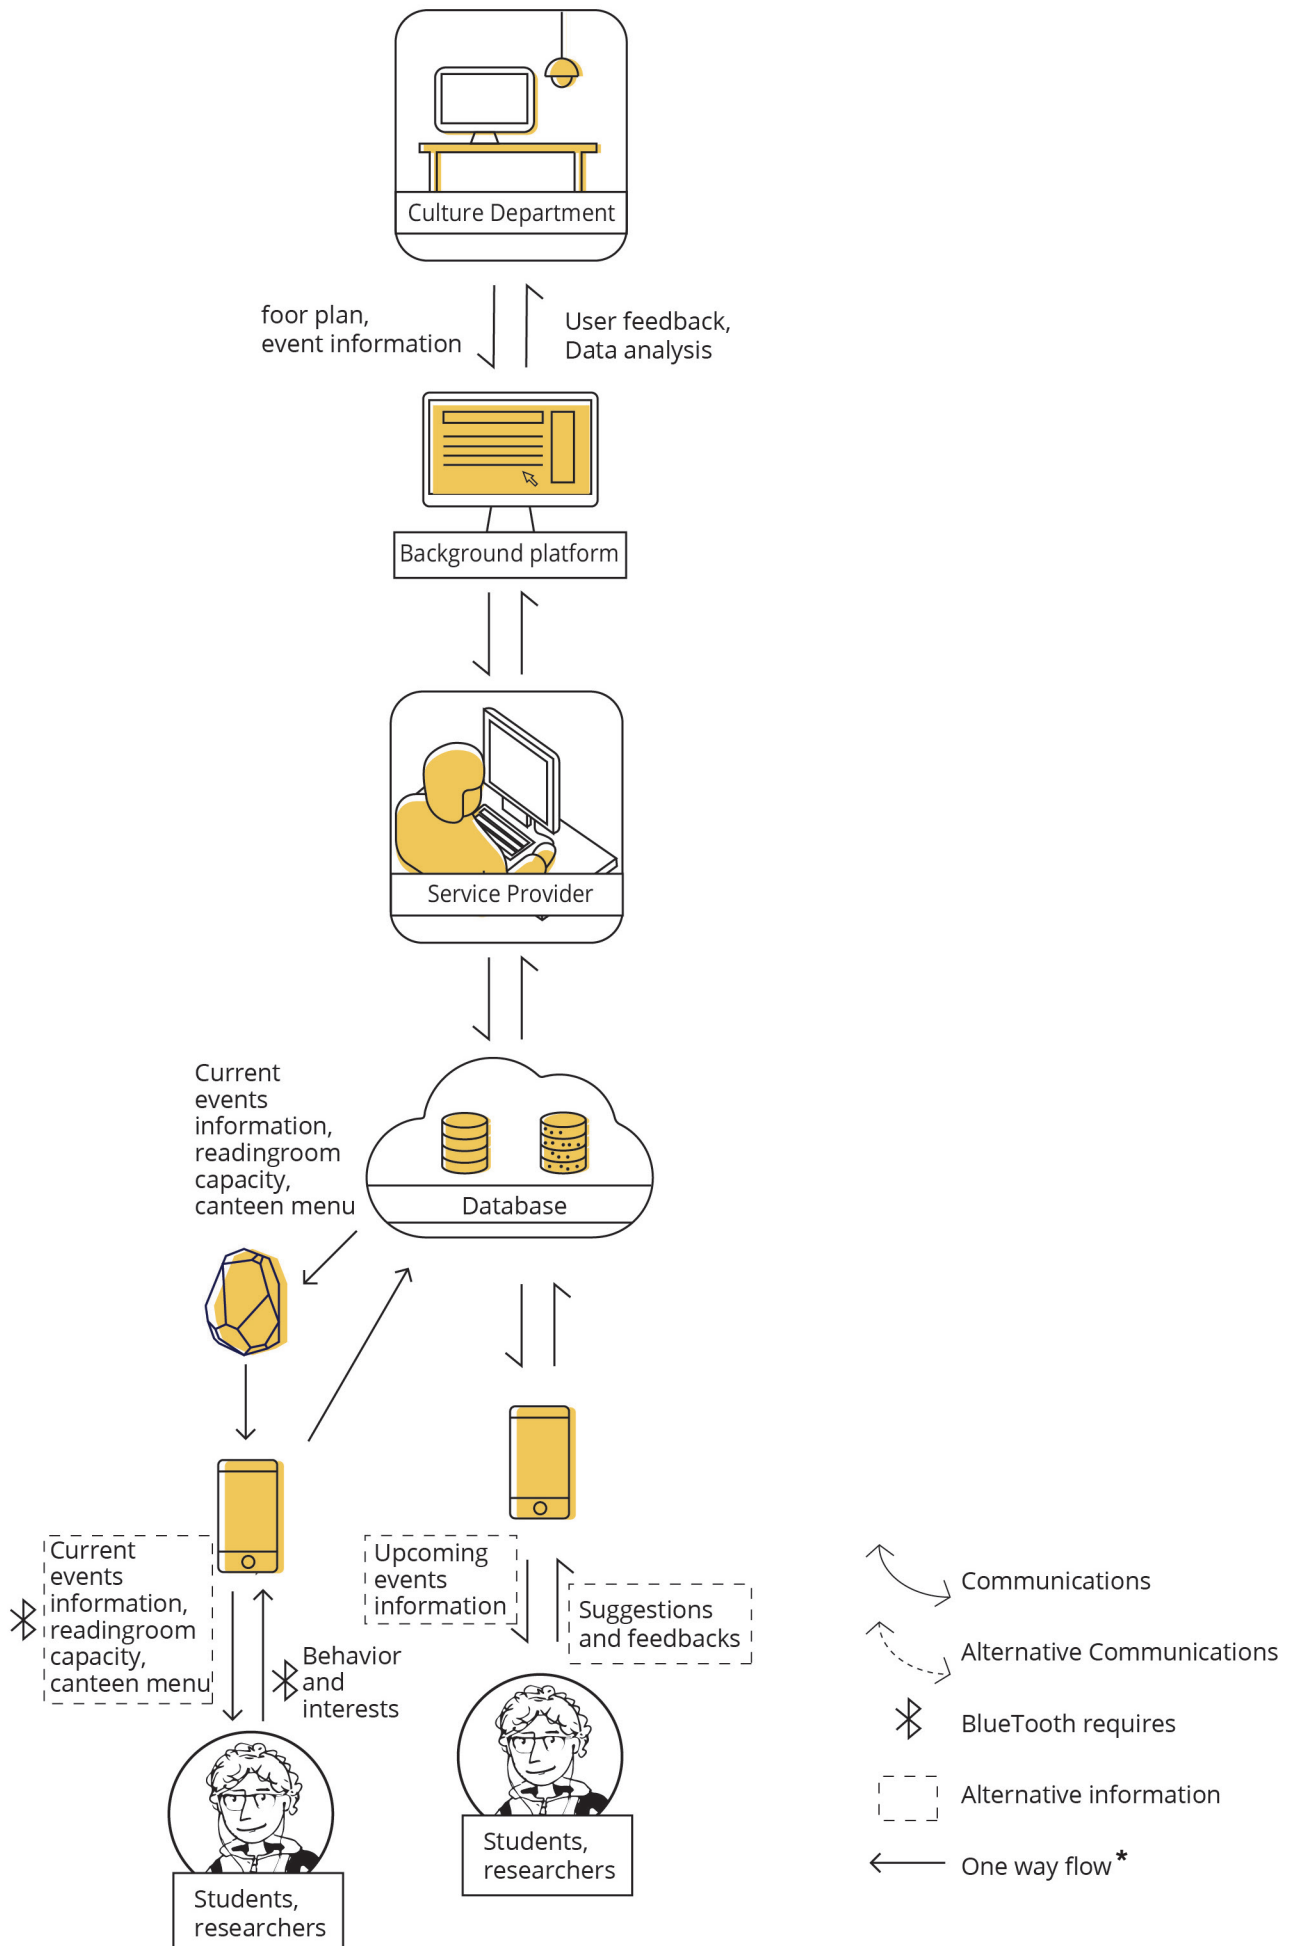 Culture Department
foor plan,
event information
User feedback,
Data analysis
Background platform
Service Provider
Current
events
information,
readingroom
capacity,
canteen menu
Database
Current
events
information,
readingroom
capacity,
canteen menu
Behavior
and
interests
Upcoming
events
information
Suggestions
and feedbacks
Students,
researchers
Students,
researchers
Communications
Alternative Communications
BlueTooth requires
Alternative information
One way flow*